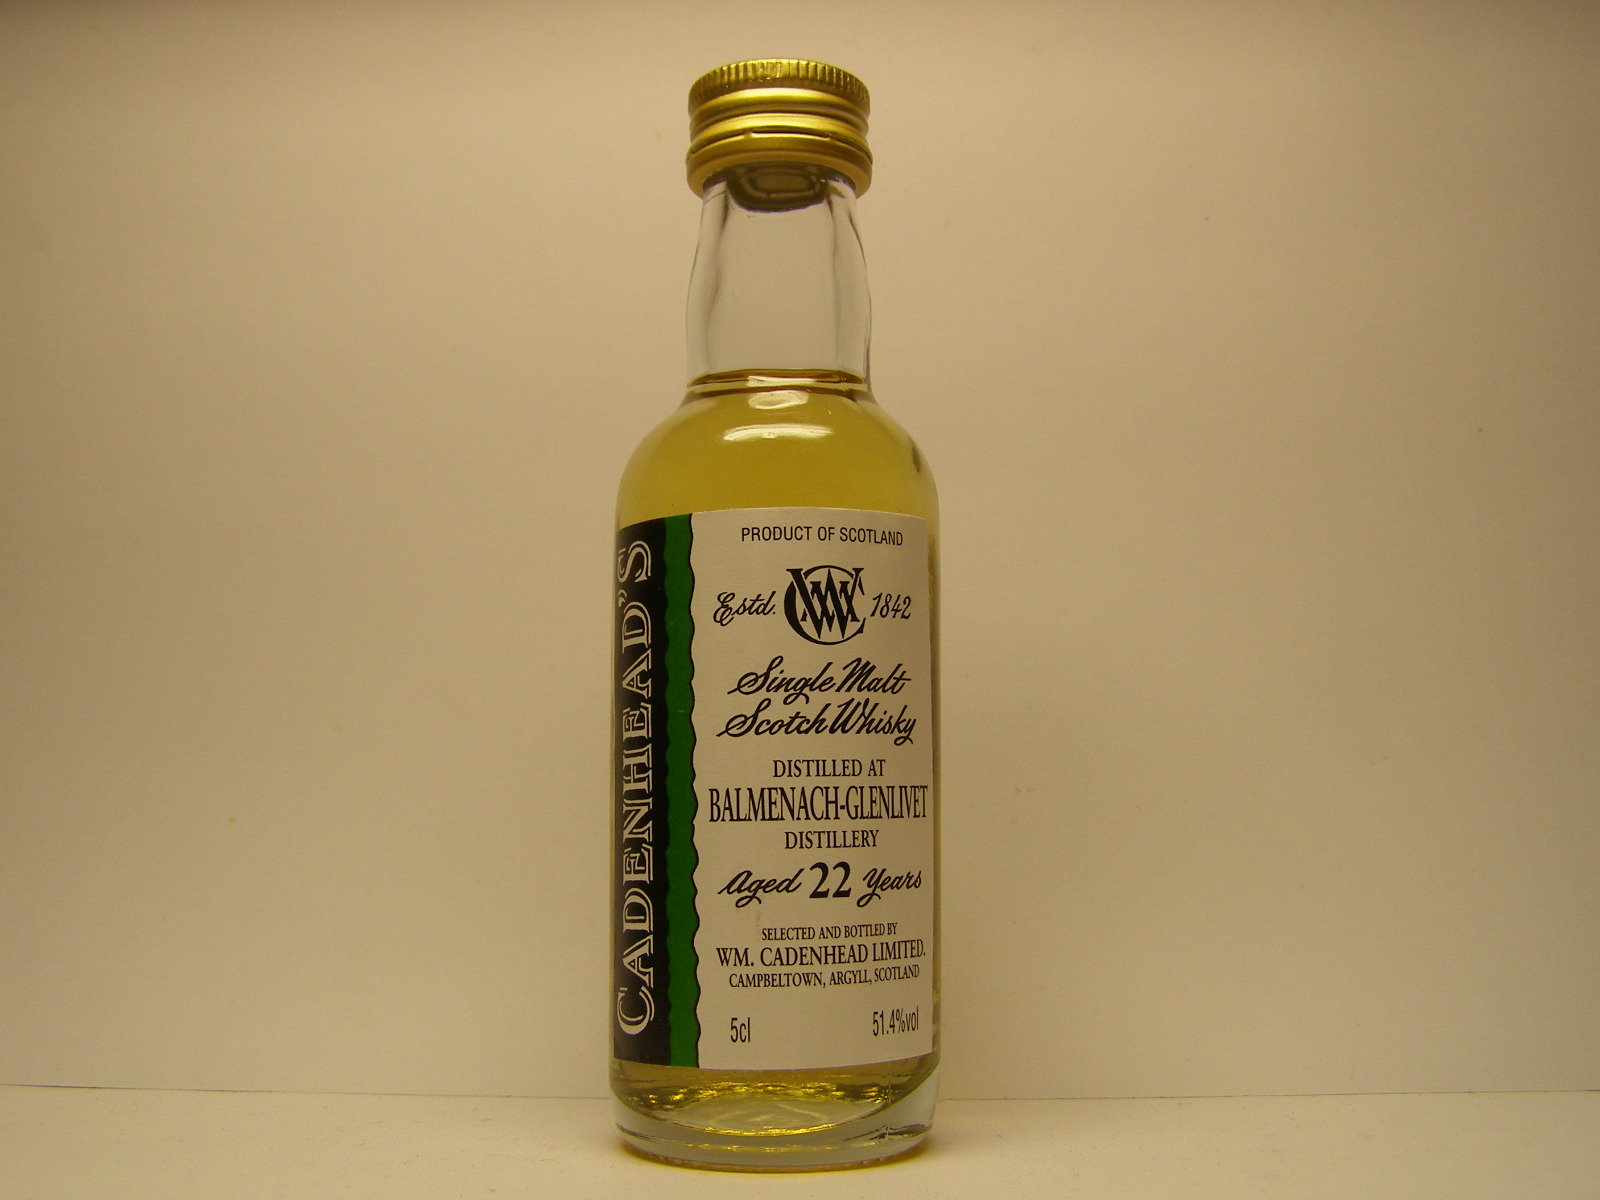 CADENHEAD'S
PRODUCT OF SCOTLAND
Estd. WC 1842
Single Malt
Scotch Whisky
DISTILLED AT
BALMENACH-GLENLIVET
DISTILLERY
Aged 22 Years
SELECTED AND BOTTLED BY
WM. CADENHEAD LIMITED.
CAMPBELTOWN, ARGYLL, SCOTLAND
5cl 51.4%vol